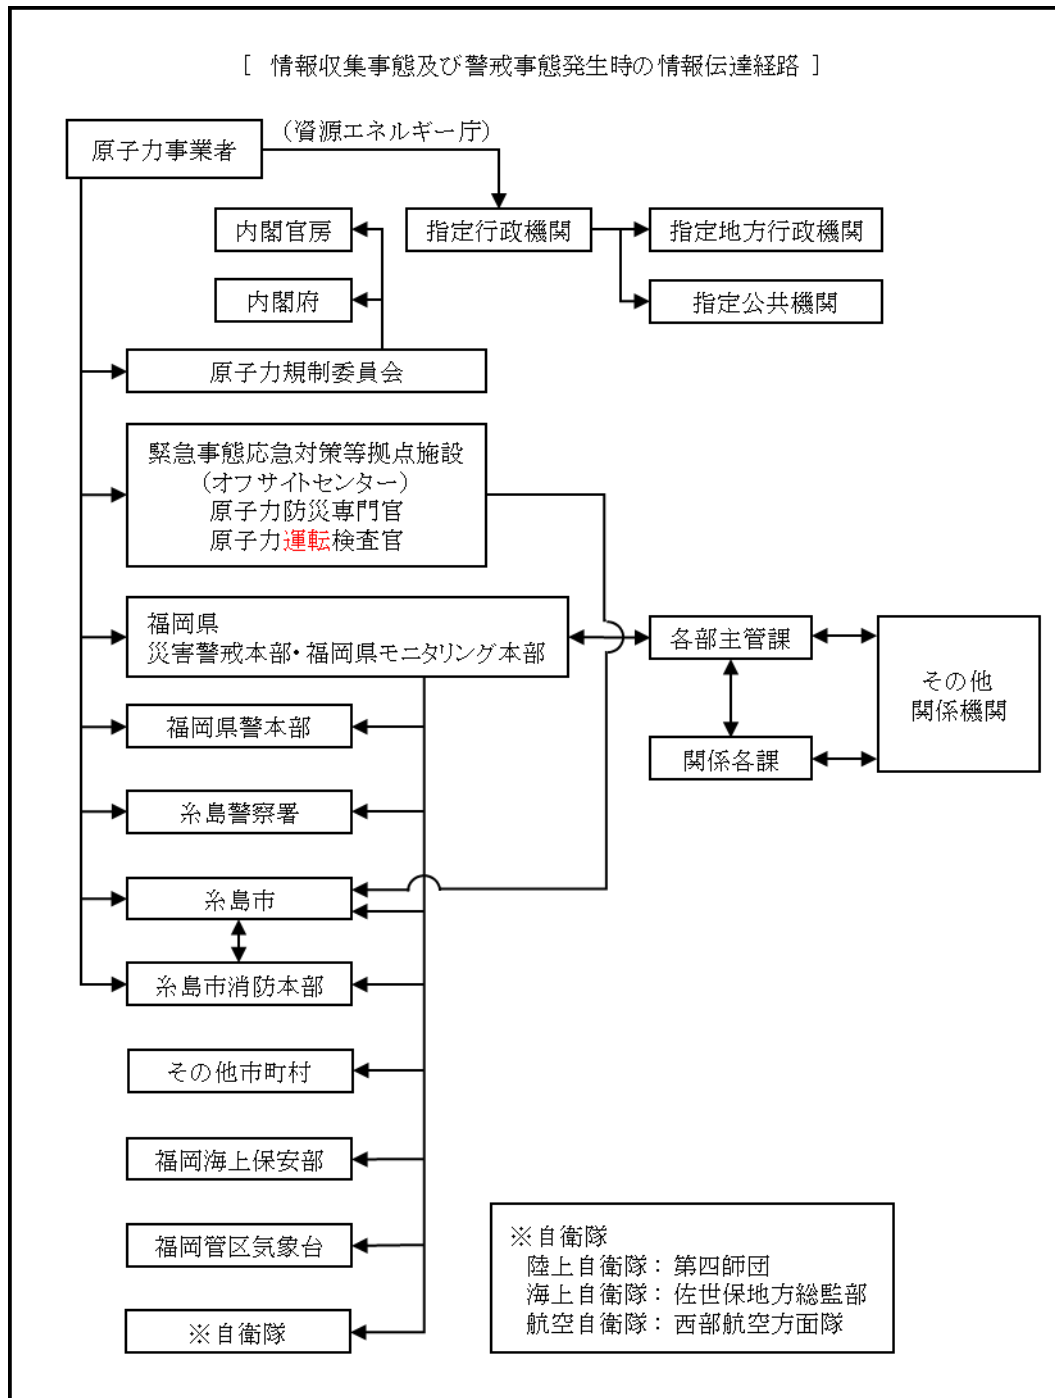 [ 情報収集事態及び警戒事態発生時の情報伝達経路 ]
原子力事業者
(資源エネルギー庁)
内閣官房
指定行政機関
指定地方行政機関
内閣府
指定公共機関
原子力規制委員会
緊急事態応急対策等拠点施設
(オフサイトセンター)
原子力防災専門官
原子力運転検査官
福岡県
災害警戒本部・福岡県モニタリング本部
各部主管課
その他
関係機関
福岡県警本部
関係各課
糸島警察署
糸島市
糸島市消防本部
その他市町村
福岡海上保安部
福岡管区気象台
※自衛隊
※自衛隊
陸上自衛隊：第四師団
海上自衛隊：佐世保地方総監部
航空自衛隊：西部航空方面隊